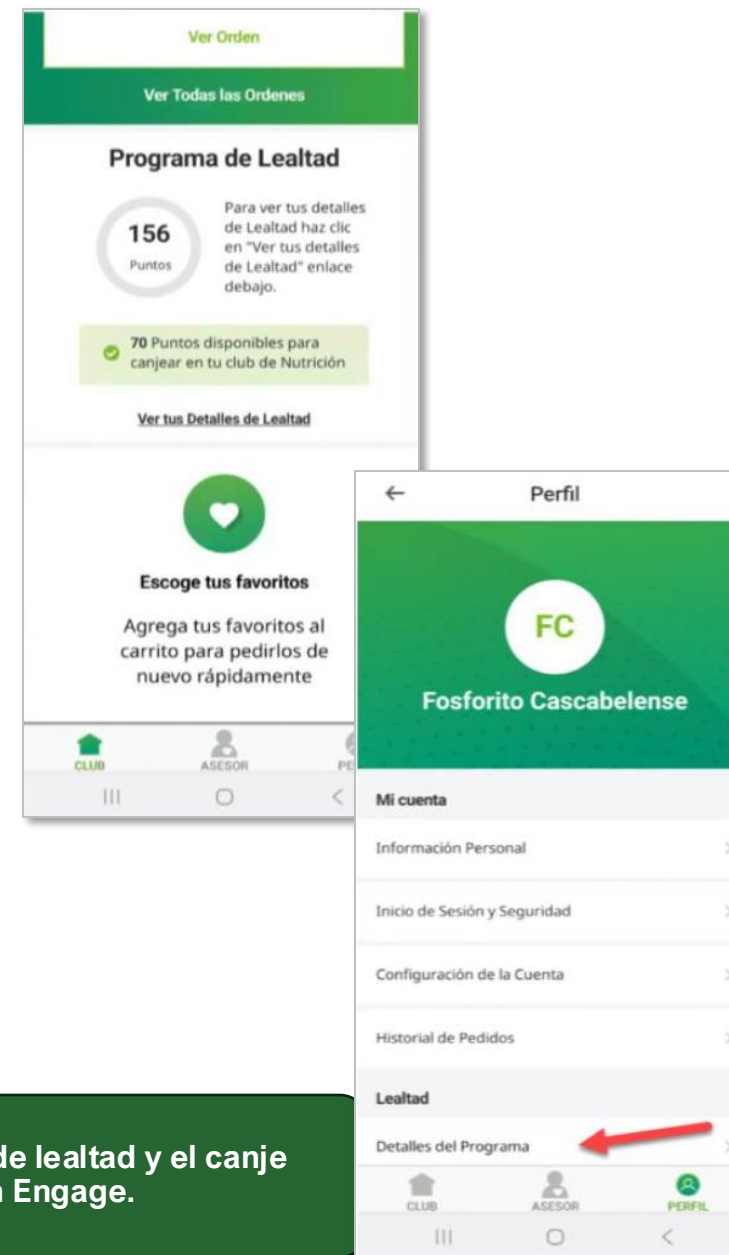 Ver Orden
Ver Todas las Ordenes
Programa de Lealtad
156
Puntos
Para ver tus detalles
de Lealtad haz clic
en "Ver tus detalles
de Lealtad" enlace
debajo.
70 Puntos disponibles para
canjear en tu club de Nutrición
Ver tus Detalles de Lealtad
Escoge tus favoritos
Agrega tus favoritos al
carrito para pedirlos de
nuevo rápidamente
CLUB
ASESOR
PE
Perfil
FC
Fosforito Cascabelense
Mi cuenta
Información Personal
Inicio de Sesión y Seguridad
Configuración de la Cuenta
Historial de Pedidos
Lealtad
Detalles del Programa
CLUB
ASESOR
PERFIL
de lealtad y el canje
Engage.